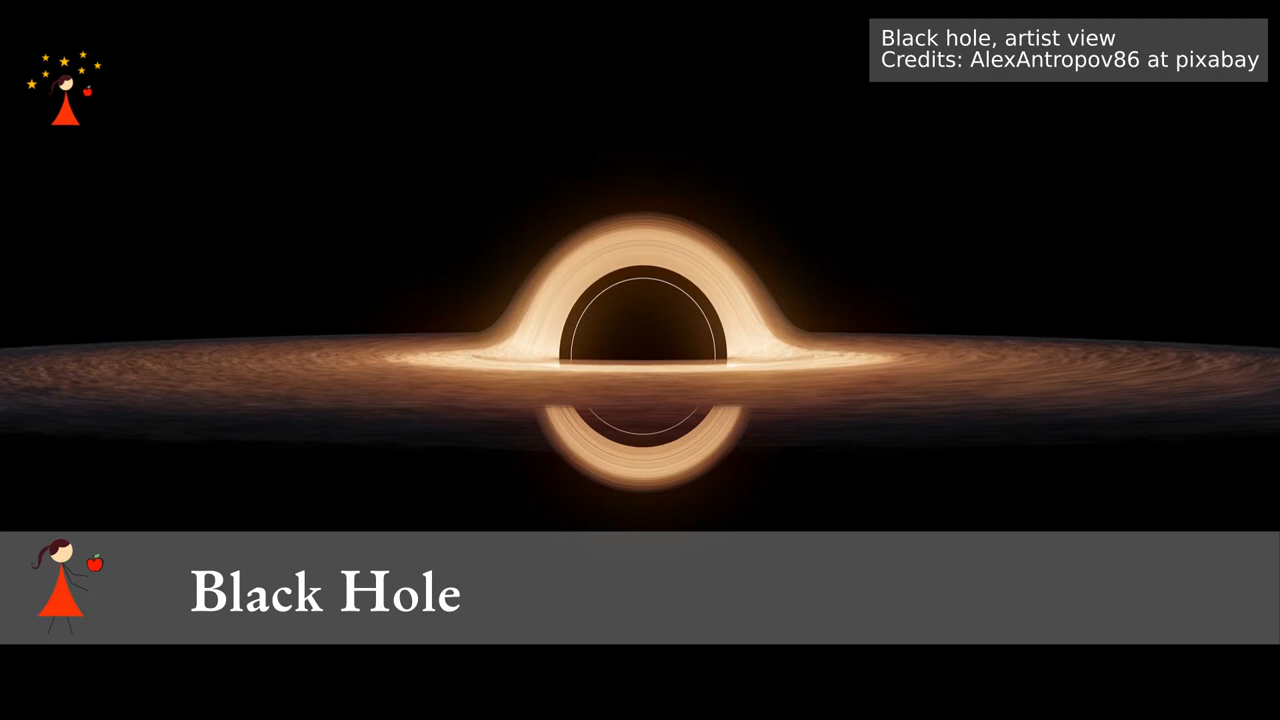 Black hole, artist view
Credits: AlexAntropov86 at pixabay
Black Hole